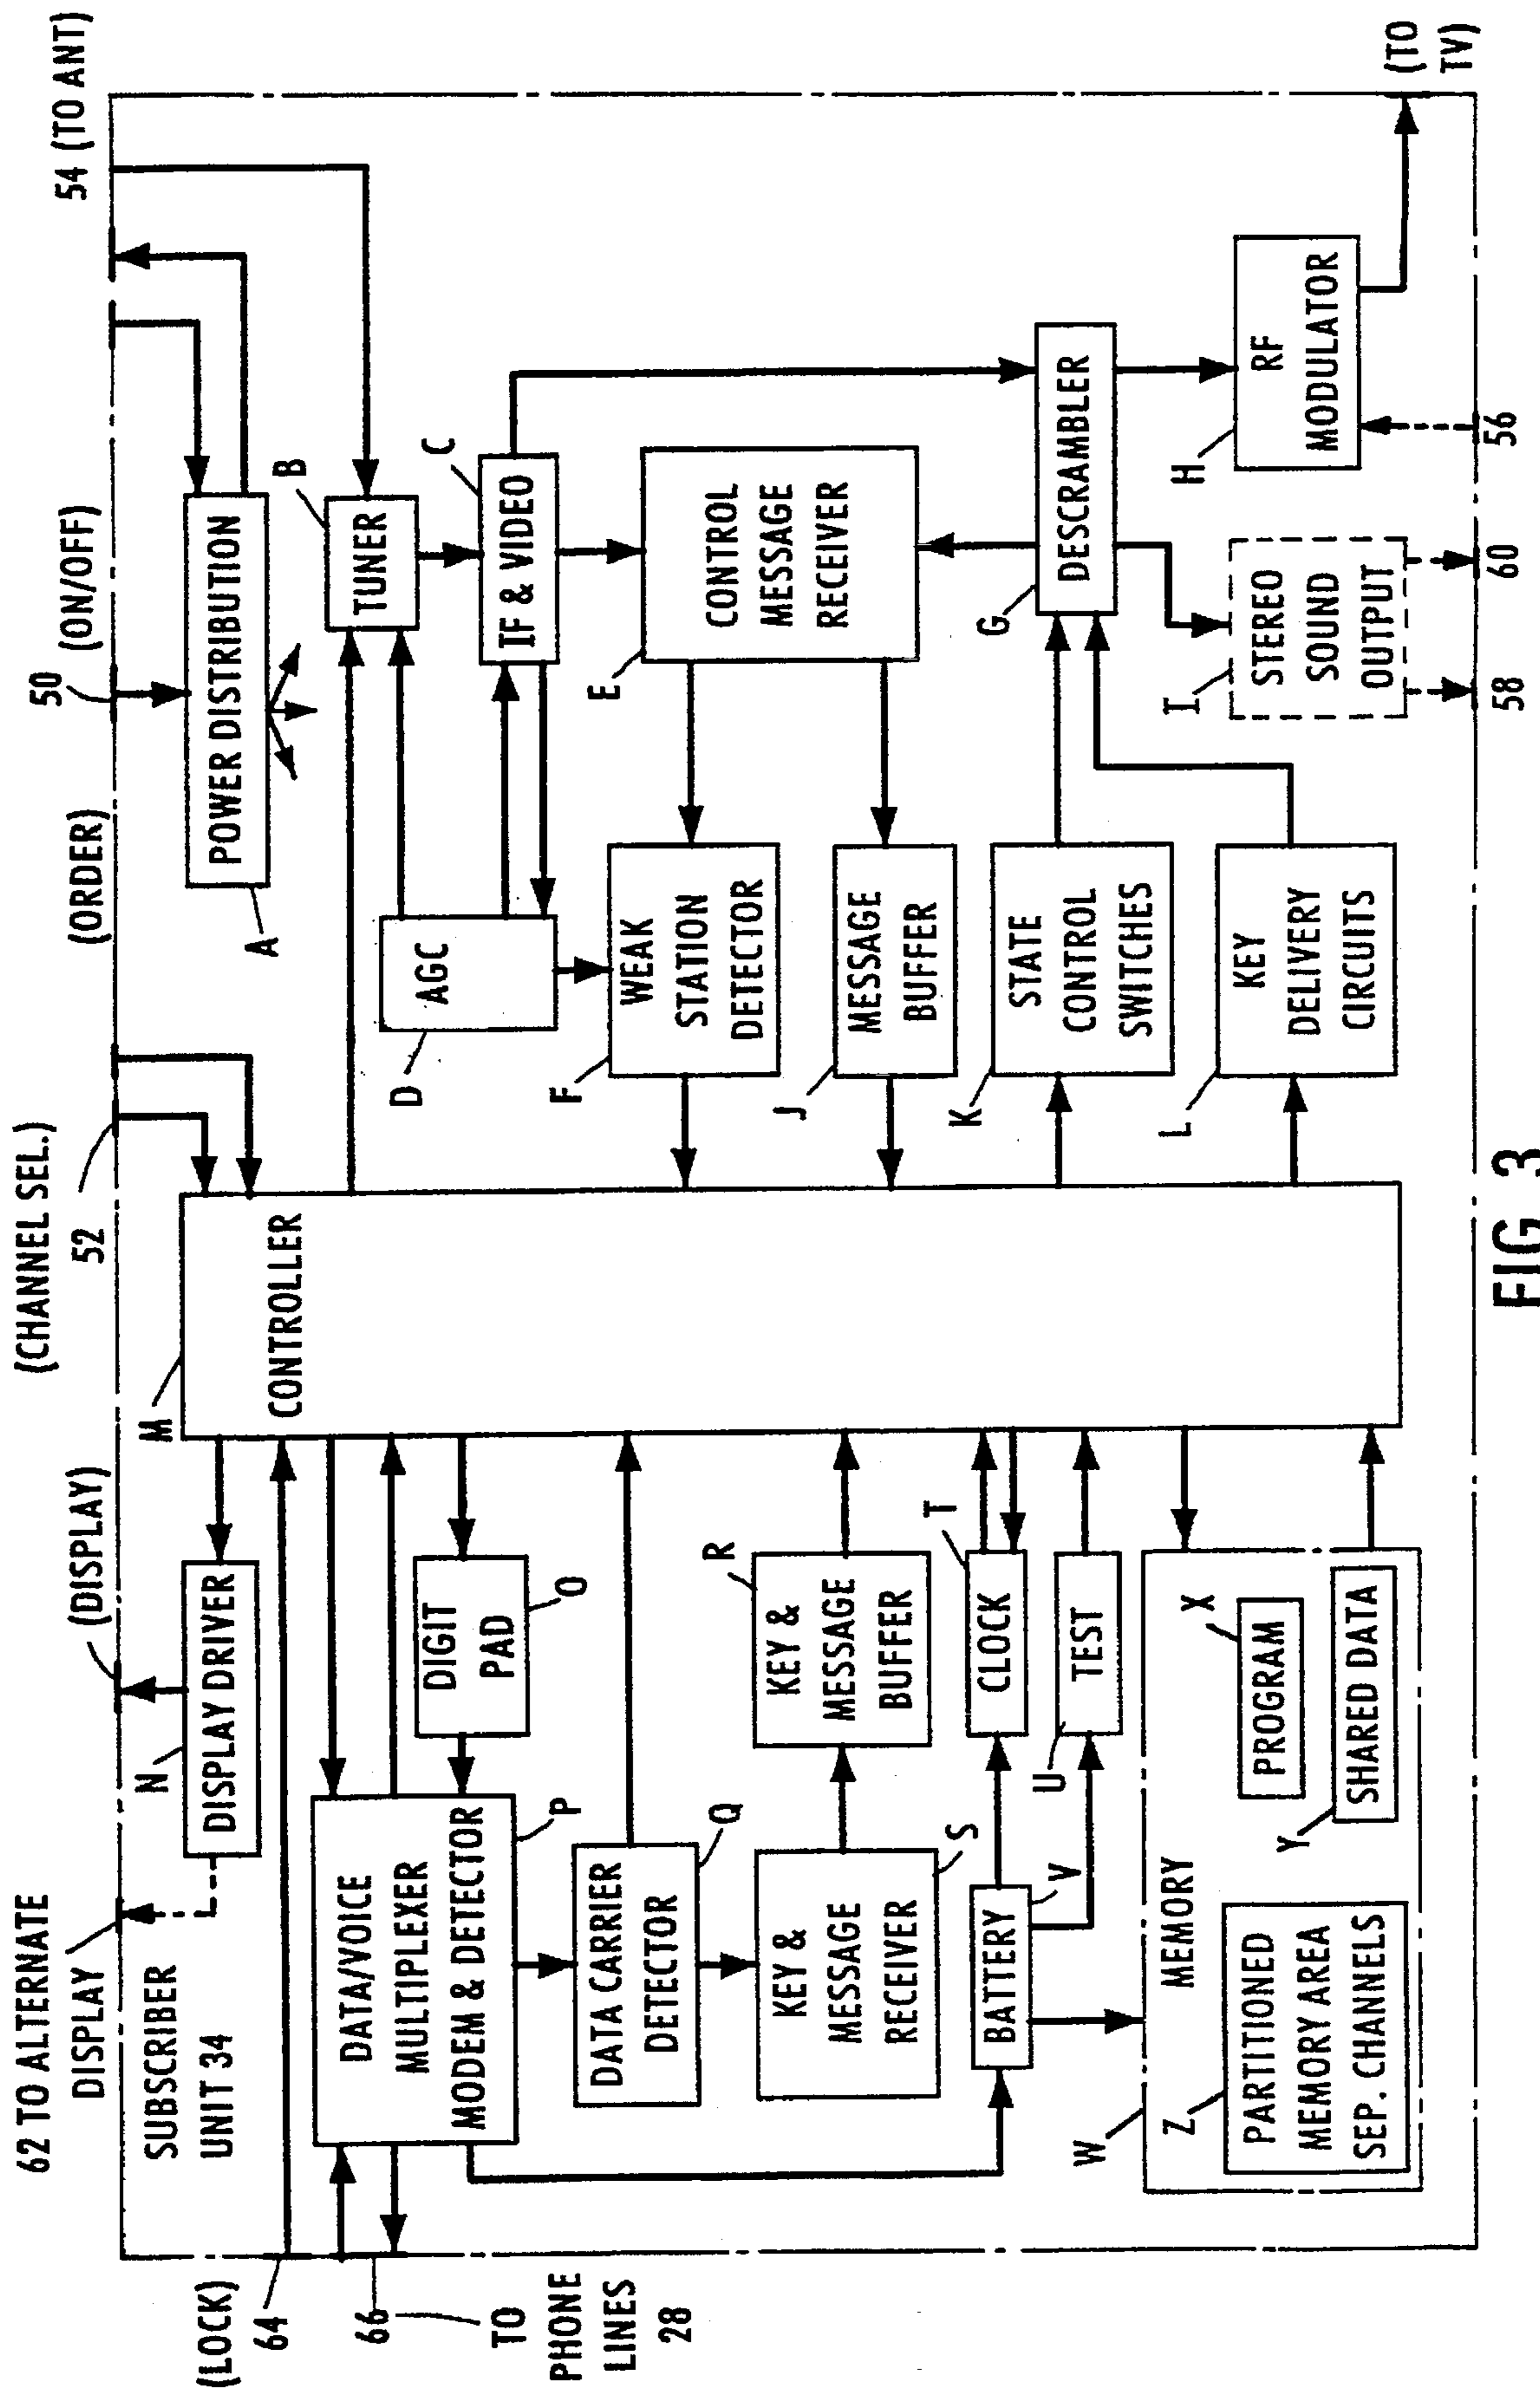 62 TO ALTERNATE
DISPLAY
(DISPLAY)
(CHANNEL SEL.)
52
(ORDER)
50
(ON/OFF)
54 (TO ANT)
SUBSCRIBER
UNIT 34
N
DISPLAY DRIVER
M
CONTROLLER
A
POWER DISTRIBUTION
B
TUNER
(LOCK)
64
66
TO
PHONE
LINES
28
DATA/VOICE
MULTIPLEXER
MODEM & DETECTOR
P
DIGIT
PAD
O
D
AGC
C
IF & VIDEO
DATA CARRIER
DETECTOR
Q
F
WEAK
STATION
DETECTOR
E
CONTROL
MESSAGE
RECEIVER
KEY &
MESSAGE
RECEIVER
S
R
KEY &
MESSAGE
BUFFER
J
MESSAGE
BUFFER
BATTERY
V
T
CLOCK
U
TEST
K
STATE
CONTROL
SWITCHES
G
DESCRAMBLER
W
MEMORY
Z
PARTITIONED
MEMORY AREA
SEP. CHANNELS
X
PROGRAM
Y
SHARED DATA
L
KEY
DELIVERY
CIRCUITS
I
STEREO
SOUND
OUTPUT
H
RF
MODULATOR
(TO
TV)
58
60
56
FIG. 3